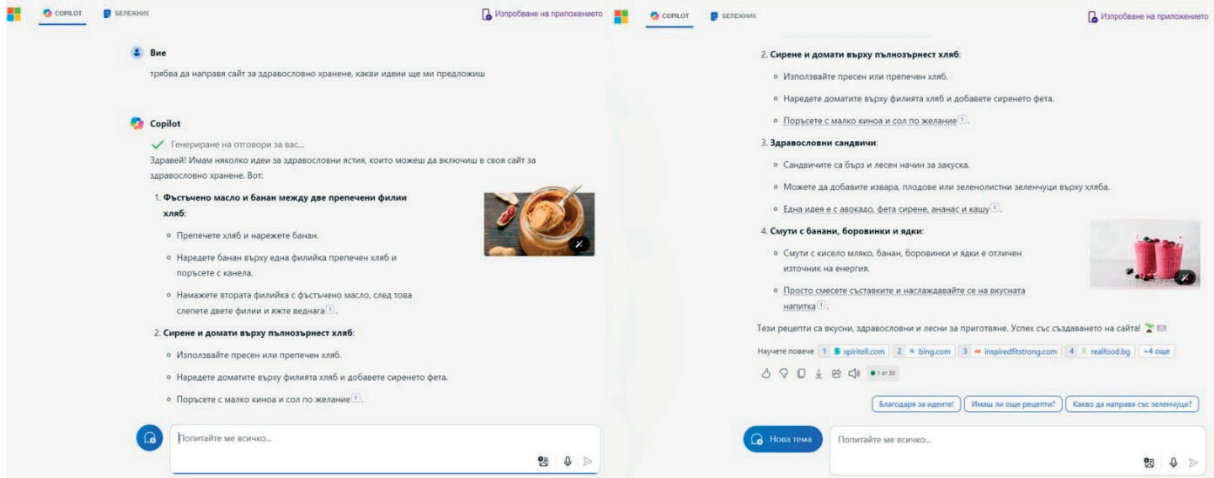 COPILOT
БЕЛЕЖНИК
Изпробване на приложението
Вие
трябва да направя сайт за здравословно хранене, какви идеи ще ми предложиш
Copilot
Генериране на отговори за вас...
Здравей! Имам няколко идеи за здравословни ястия, които можеш да включиш в своя сайт за
здравословно хранене. Вот:
1. Фъстъчено масло и банан между две препечени филии
хляб:
Препечете хляб и нарежете банан.
Наредете банан върху една филийка препечен хляб и
поръсете с канела.
Намажете втората филийка с фъстъчено масло, след това
слепете двете филии и яжте веднага 1.
2. Сирене и домати върху пълнозърнест хляб:
Използвайте пресен или препечен хляб.
Наредете доматите върху филията хляб и добавете сиренето фета.
Поръсете с малко киноа и сол по желание 1.
Попитайте ме всичко...
COPILOT
БЕЛЕЖНИК
Изпробване на приложението
2. Сирене и домати върху пълнозърнест хляб:
Използвайте пресен или препечен хляб.
Наредете доматите върху филията хляб и добавете сиренето фета.
Поръсете с малко киноа и сол по желание 1.
3. Здравословни сандвичи:
Сандвичите са бърз и лесен начин за закуска.
Можете да добавите извара, плодове или зеленолистни зеленчуци върху хляба.
Една идея е с авокадо, фета сирене, ананас и кашу 1.
4. Смути с банани, боровинки и ядки:
Смути с кисело мляко, банан, боровинки и ядки е отличен
източник на енергия.
Просто смесете съставките и наслаждавайте се на вкусната
напитка 1.
Тези рецепти са вкусни, здравословни и лесни за приготвяне. Успех със създаването на сайта!
Научете повече 1 spiritell.com 2 bing.com 3 inspiredfitstrong.com 4 realfood.bg +4 още
1 от 30
Благодаря за идеите! Имаш ли още рецепти? Какво да направя със зеленчуци?
Нова тема
Попитайте ме всичко...